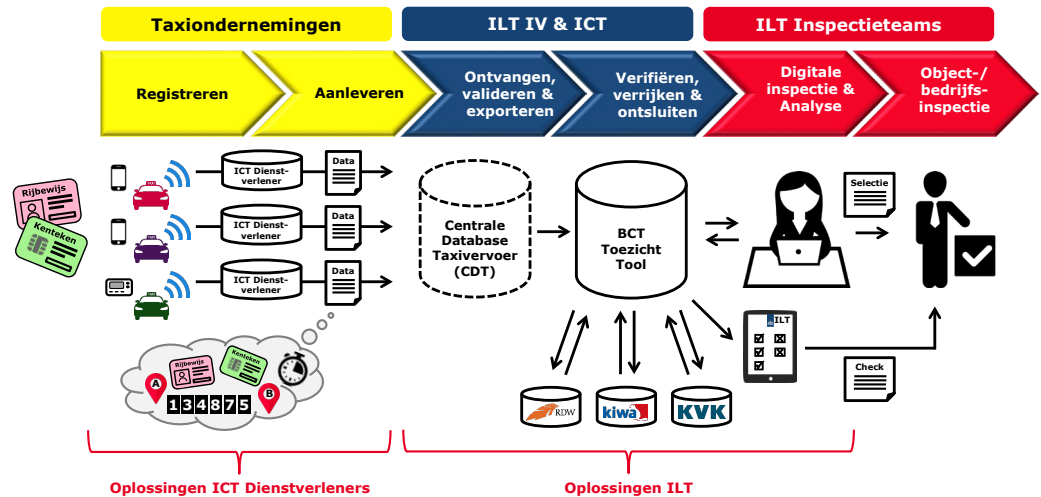 Taxiondernemingen
ILT IV & ICT
ILT Inspectieteams
Registreren
Aanleveren
Ontvangen,
valideren &
exporteren
Verifiëren,
verrijken &
ontsluiten
Digitale
inspectie &
Analyse
Object-/
bedrijfs-
inspectie
Rijbewijs
Kenteken
ICT Dienst-
verlener
Data
ICT Dienst-
verlener
Data
ICT Dienst-
verlener
Data
Centrale
Database
Taxivervoer
(CDT)
BCT
Toezicht
Tool
Selectie
ILT
Check
Rijbewijs
Kenteken
A
B
134875
RDW
kiwa
KVK
Oplossingen ICT Dienstverleners
Oplossingen ILT